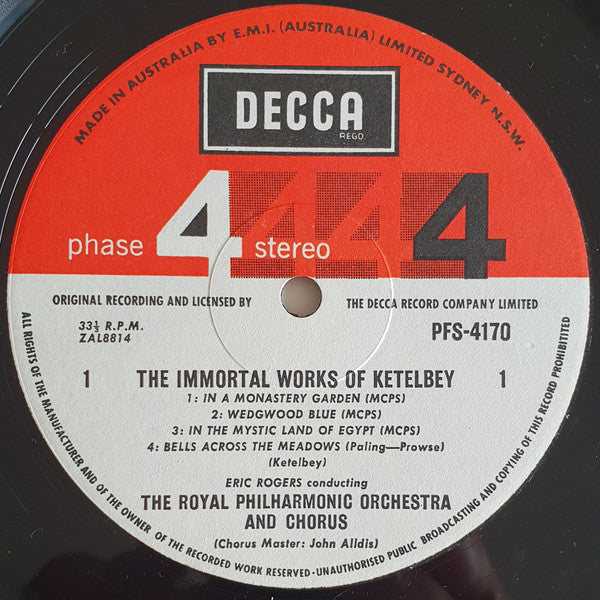 MADE IN AUSTRALIA BY E.M.I. (AUSTRALIA) LIMITED SYDNEY N.S.W.
DECCA
REGD
phase 4 stereo 4 4 4
ORIGINAL RECORDING AND LICENSED BY THE DECCA RECORD COMPANY LIMITED
33⅓ R.P.M. PFS-4170
ZAL8814
1 THE IMMORTAL WORKS OF KETELBEY 1
1: IN A MONASTERY GARDEN (MCPS)
2: WEDGWOOD BLUE (MCPS)
3: IN THE MYSTIC LAND OF EGYPT (MCPS)
4: BELLS ACROSS THE MEADOWS (Paling—Prowse)
(Ketelbey)
ERIC ROGERS conducting
THE ROYAL PHILHARMONIC ORCHESTRA
AND CHORUS
(Chorus Master: John Alldis)
ALL RIGHTS OF THE MANUFACTURER AND OF THE OWNER OF THE RECORDED WORK RESERVED-UNAUTHORISED PUBLIC BROADCASTING AND COPYING OF THIS RECORD PROHIBITITED